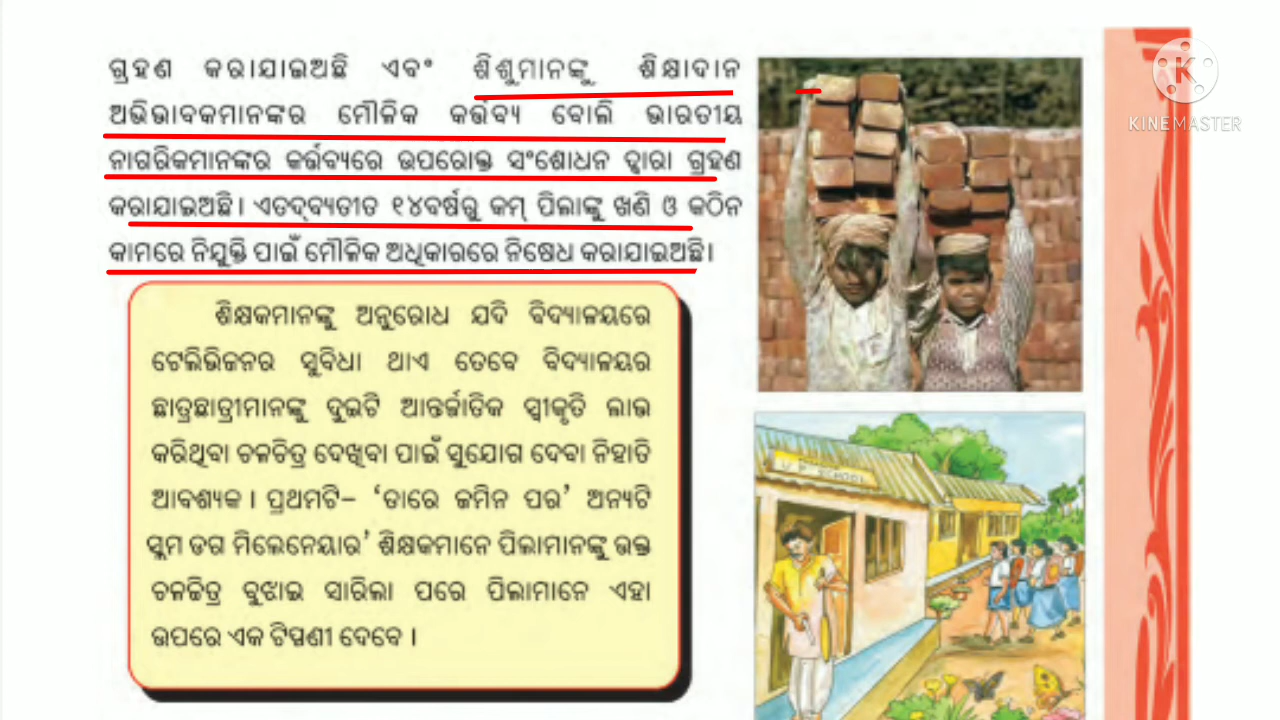 ଗ୍ରହଣ କରାଯାଇଅଛି ଏବଂ ଶିଶୁମାନଙ୍କୁ ଶିକ୍ଷାଦାନ
ଅଭିଭାବକମାନଙ୍କର ମୌଳିକ କର୍ତ୍ତବ୍ୟ ବୋଲି ଭାରତୀୟ
ନାଗରିକମାନଙ୍କର କର୍ତ୍ତବ୍ୟରେ ଉପରୋକ୍ତ ସଂଶୋଧନ ଦ୍ୱାରା ଗ୍ରହଣ
କରାଯାଇଅଛି। ଏତଦ୍‌ବ୍ୟତୀତ ୧୪ବର୍ଷରୁ କମ୍ ପିଲାଙ୍କୁ ଖଣି ଓ କଠିନ
କାମରେ ନିଯୁକ୍ତି ପାଇଁ ମୌଳିକ ଅଧିକାରରେ ନିଷେଧ କରାଯାଇଅଛି।
ଶିକ୍ଷକମାନଙ୍କୁ ଅନୁରୋଧ ଯଦି ବିଦ୍ୟାଳୟରେ
ଟେଲିଭିଜନର ସୁବିଧା ଥାଏ ତେବେ ବିଦ୍ୟାଳୟର
ଛାତ୍ରଛାତ୍ରୀମାନଙ୍କୁ ଦୁଇଟି ଆନ୍ତର୍ଜାତିକ ସ୍ୱୀକୃତି ଲାଭ
କରିଥିବା ଚଳଚିତ୍ର ଦେଖିବା ପାଇଁ ସୁଯୋଗ ଦେବା ନିହାତି
ଆବଶ୍ୟକ। ପ୍ରଥମଟି– ‘ତାରେ ଜମିନ ପର’ ଅନ୍ୟଟି
ସ୍ଲମ ଡଗ ମିଲେନେୟାର’ ଶିକ୍ଷକମାନେ ପିଲାମାନଙ୍କୁ ଉକ୍ତ
ଚଳଚ୍ଚିତ୍ର ବୁଝାଇ ସାରିଲା ପରେ ପିଲାମାନେ ଏହା
ଉପରେ ଏକ ଟିପ୍ପଣୀ ଦେବେ।
U.P. SCHOOL
KINEMASTER